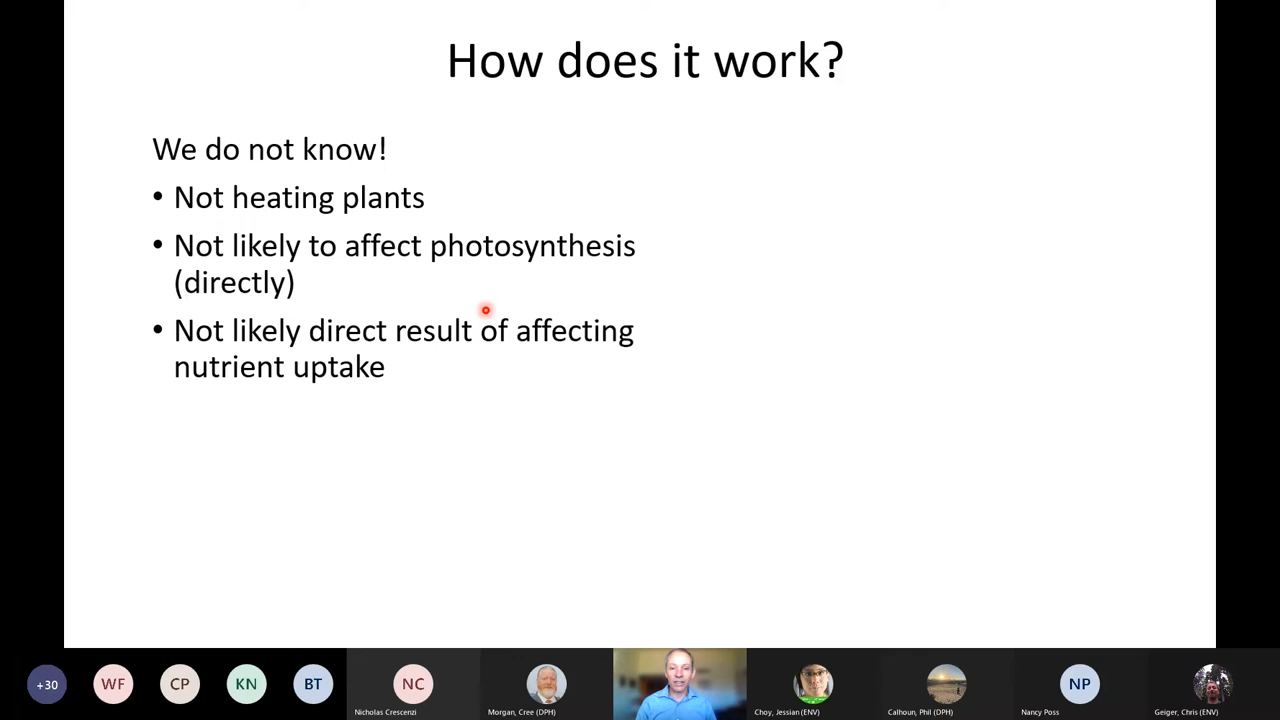 How does it work?
We do not know!
• Not heating plants
• Not likely to affect photosynthesis
(directly)
• Not likely direct result of affecting
nutrient uptake
+30
WF
CP
KN
BT
NC
NP
Nicholas Crescenzi
Morgan, Cree (DPH)
Choy, Jessian (ENV)
Calhoun, Phil (DPH)
Nancy Poss
Geiger, Chris (ENV)